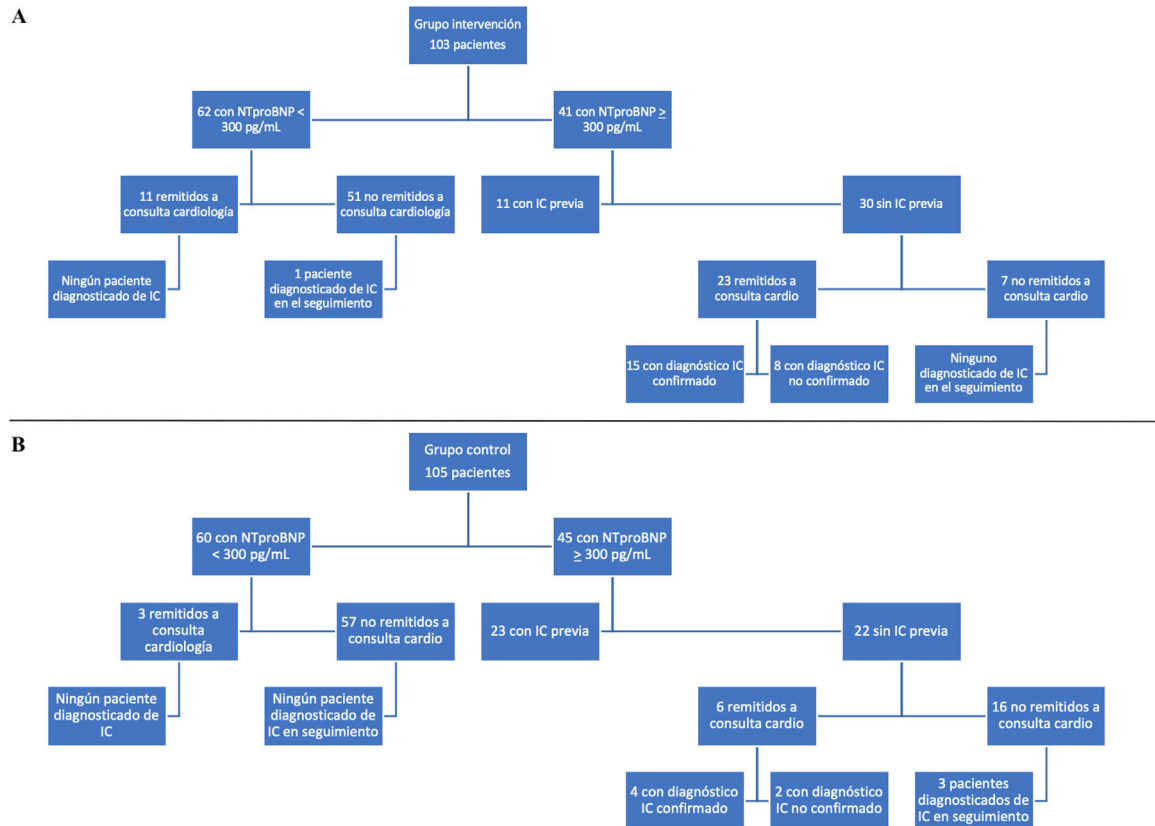 A
Grupo intervención
103 pacientes
62 con NTproBNP <
300 pg/mL
41 con NTproBNP ≥
300 pg/mL
11 remitidos a
consulta cardiología
51 no remitidos a
consulta cardiología
11 con IC previa
30 sin IC previa
Ningún paciente
diagnosticado de IC
1 paciente
diagnosticado de IC
en el seguimiento
23 remitidos a
consulta cardio
7 no remitidos a
consulta cardio
15 con diagnóstico IC
confirmado
8 con diagnóstico IC
no confirmado
Ninguno
diagnosticado de IC
en el seguimiento
B
Grupo control
105 pacientes
60 con NTproBNP
< 300 pg/mL
45 con NTproBNP
≥ 300 pg/mL
3 remitidos a
consulta
cardiología
57 no remitidos a
consulta cardio
23 con IC previa
22 sin IC previa
Ningún paciente
diagnosticado de
IC
Ningún paciente
diagnosticado de
IC en seguimiento
6 remitidos a
consulta cardio
16 no remitidos a
consulta cardio
4 con diagnóstico
IC confirmado
2 con diagnóstico
IC no confirmado
3 pacientes
diagnosticados de
IC en seguimiento